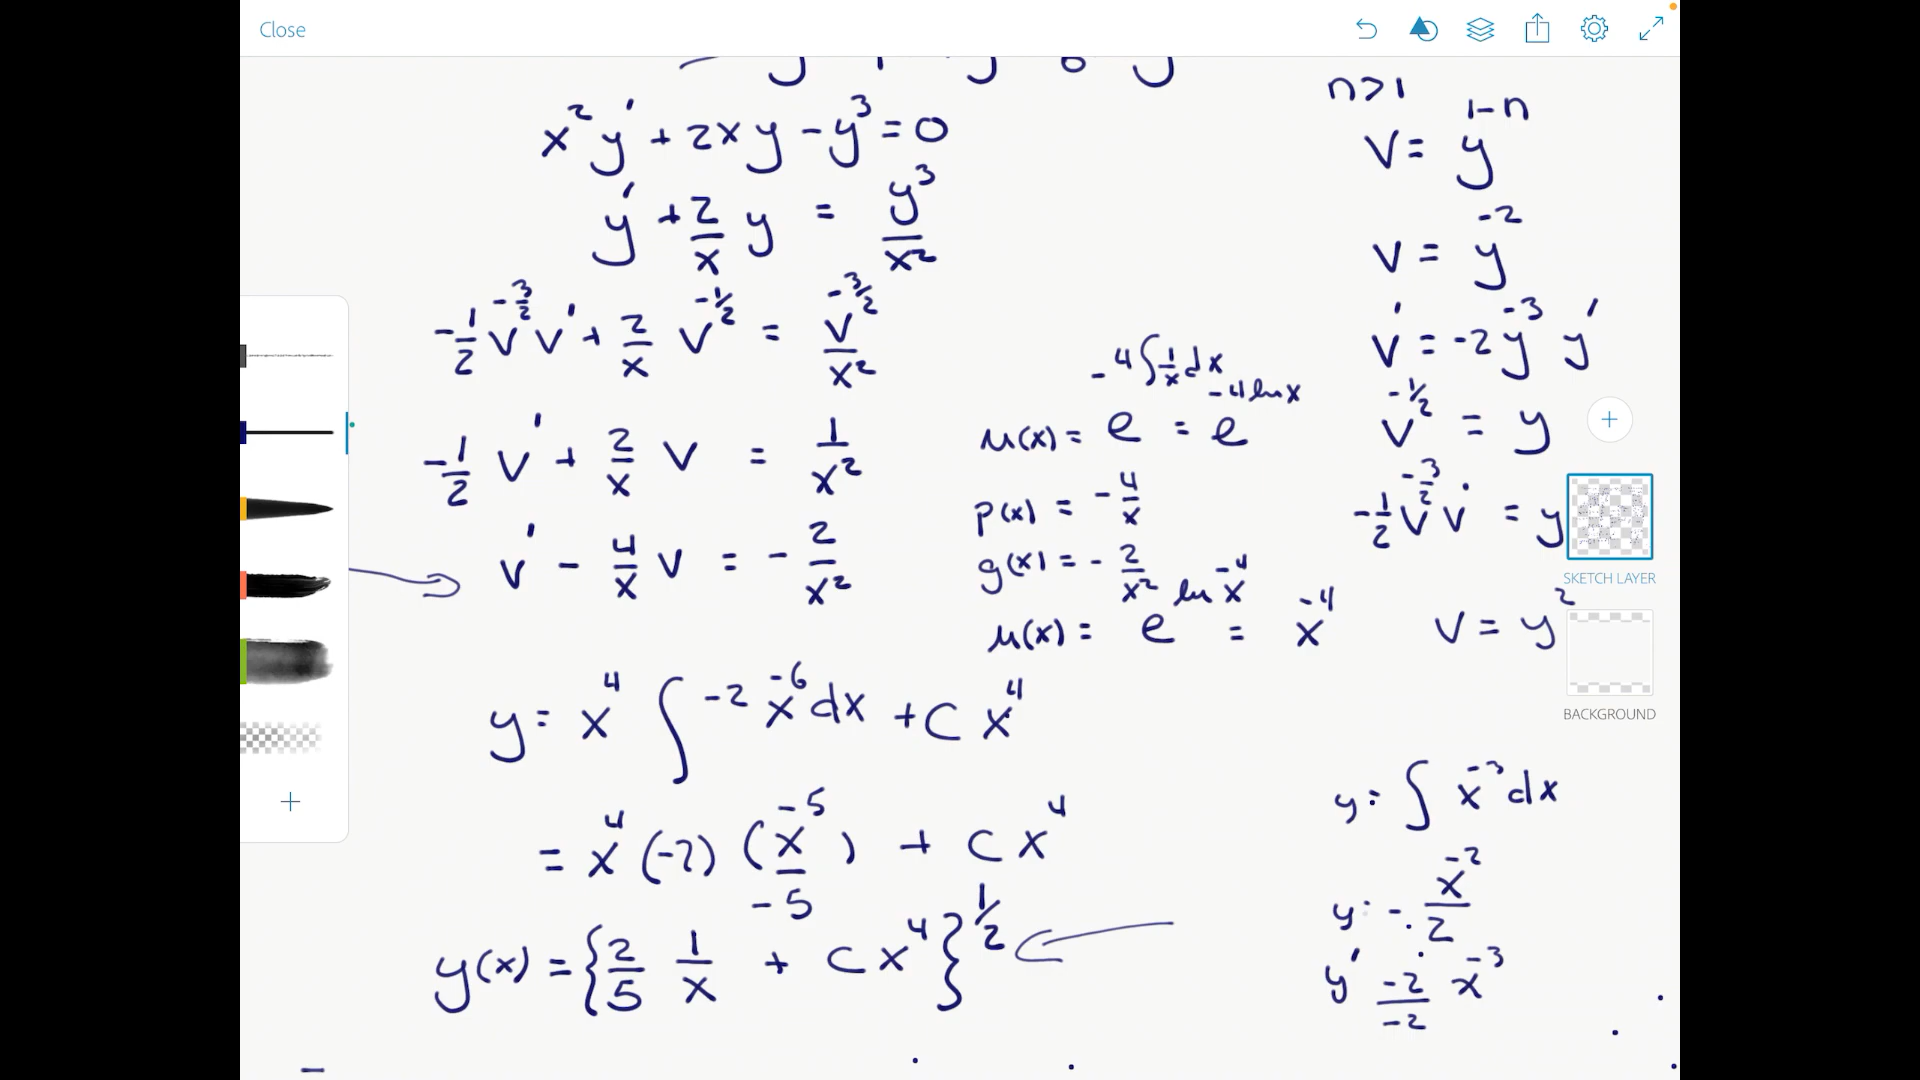 Close
n>1
x² y' + 2xy - y³ = 0
v = y^{1-n}
y' + 2/x y = y³/x²
v = y^{-2}
-1/2 v^{-3/2} v' + 2/x v^{-1/2} = v^{-3/2}/x²
v' = -2y^{-3} y'
-1/2 v' + 2/x v = 1/x²
μ(x) = e^{-4∫1/x dx} = e^{-4 ln x}
v^{-1/2} = y
p(x) = -4/x
-1/2 v^{-3/2} v' = y
v' - 4/x v = -2/x²
g(x) = -2/x²
SKETCH LAYER
μ(x) = e^{ln x^{-4}} = x^{-4}
v = y²
BACKGROUND
y = x⁴ ∫ -2 x^{-6} dx + C x⁴
y = ∫ x^{-3} dx
= x⁴ (-2) (x^{-5}/-5) + C x⁴
y = - x^{-2}/2
y(x) = {2/5 1/x + C x⁴}^{1/2}
y' -2/-2 x^{-3}